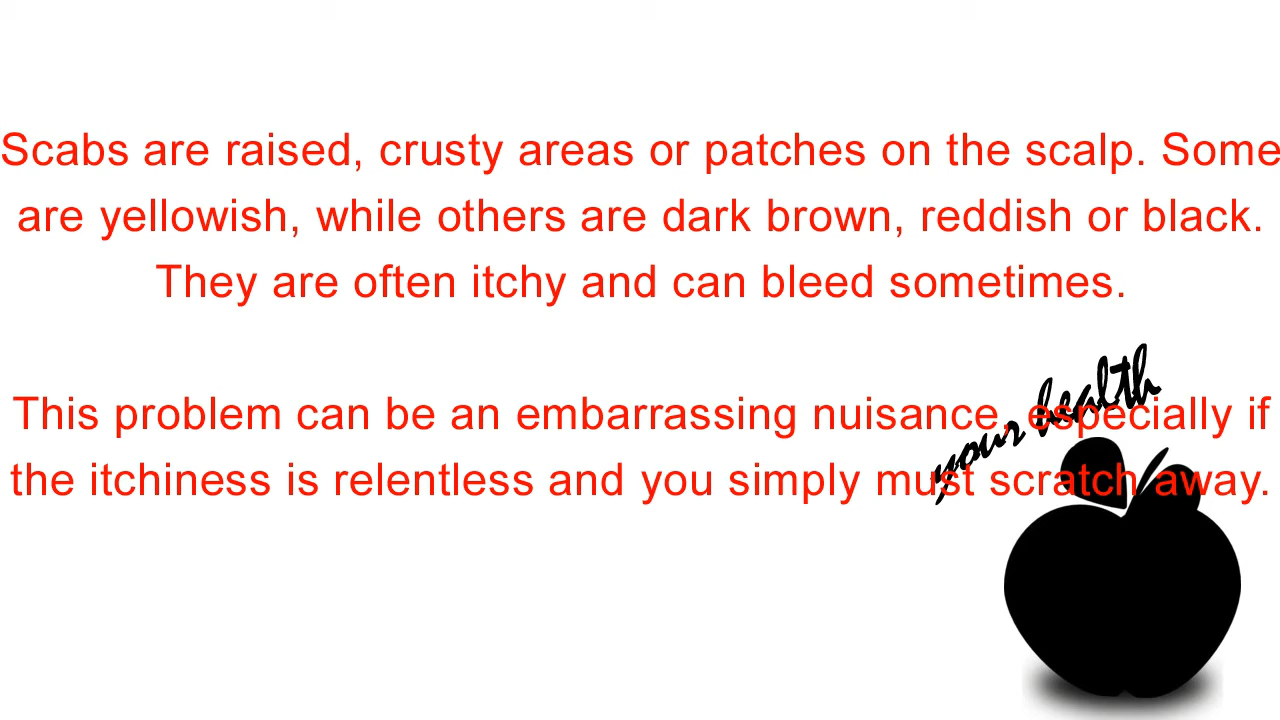 Scabs are raised, crusty areas or patches on the scalp. Some
are yellowish, while others are dark brown, reddish or black.
They are often itchy and can bleed sometimes.
This problem can be an embarrassing nuisance, especially if
the itchiness is relentless and you simply must scratch away.
your health